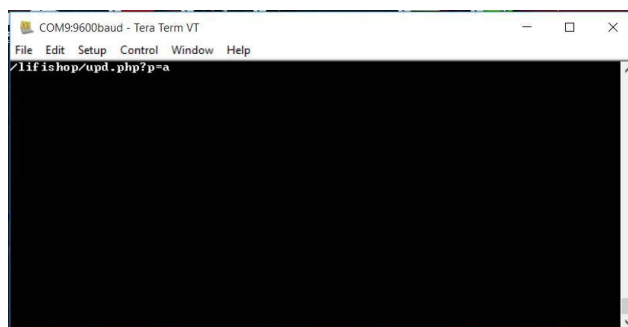 COM9:9600baud - Tera Term VT
File Edit Setup Control Window Help
/lifishop/upd.php?p=a